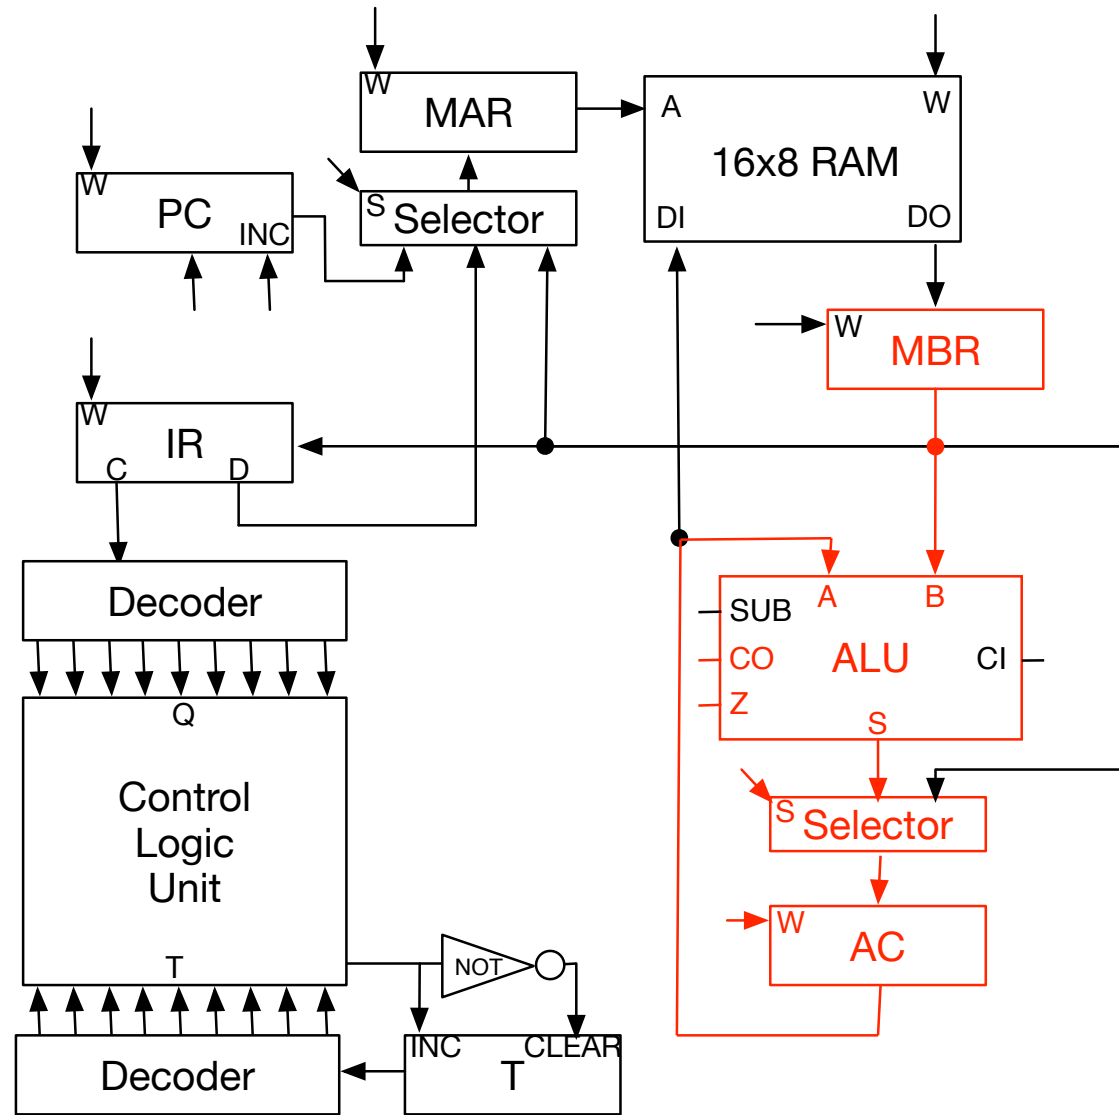 W
MAR
A
W
16x8 RAM
DI
DO
W
PC
INC
S
Selector
W
MBR
W
IR
C
D
Decoder
A
B
SUB
CO
ALU
CI
Z
S
Q
Control
Logic
Unit
T
S
Selector
W
AC
NOT
INC
CLEAR
T
Decoder